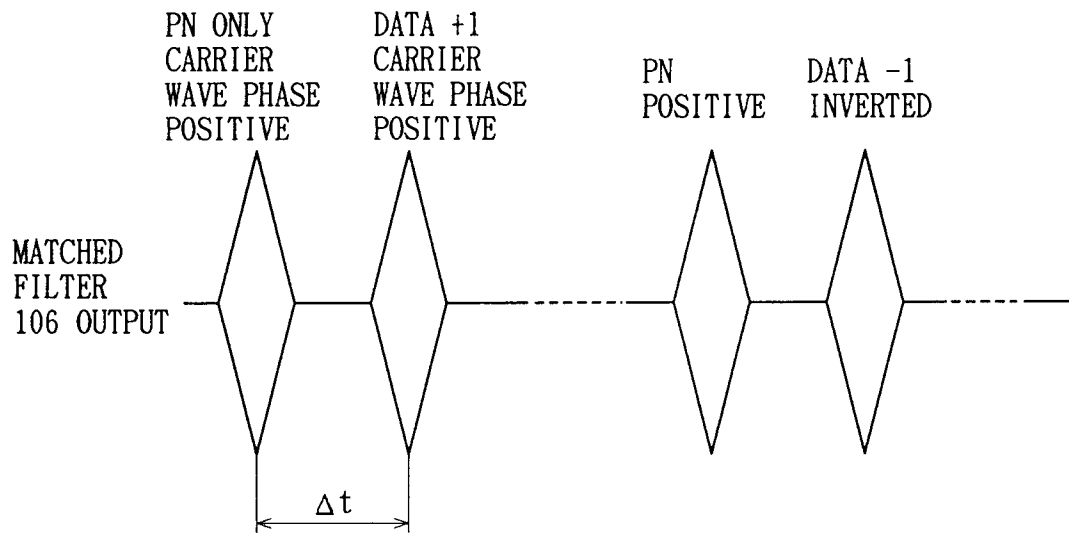 PN ONLY
CARRIER
WAVE PHASE
POSITIVE
DATA +1
CARRIER
WAVE PHASE
POSITIVE
PN
POSITIVE
DATA -1
INVERTED
MATCHED
FILTER
106 OUTPUT
Δt